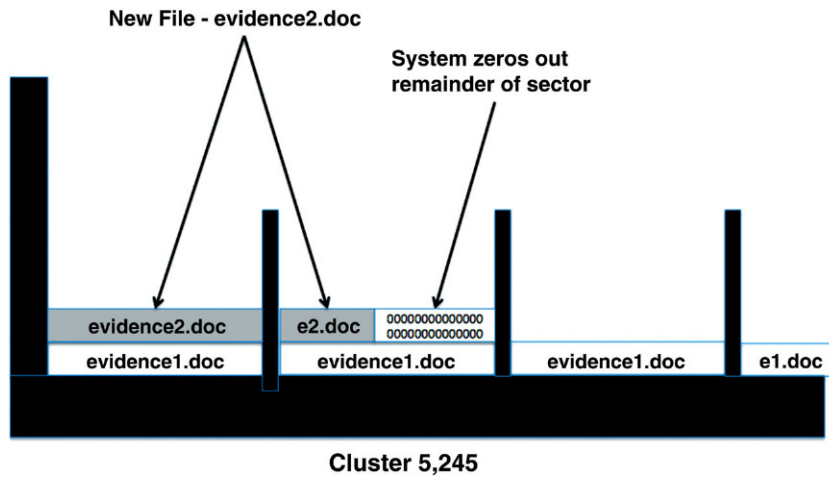 New File - evidence2.doc
System zeros out
remainder of sector
evidence2.doc
e2.doc
00000000000000
00000000000000
evidence1.doc
evidence1.doc
evidence1.doc
e1.doc
Cluster 5,245